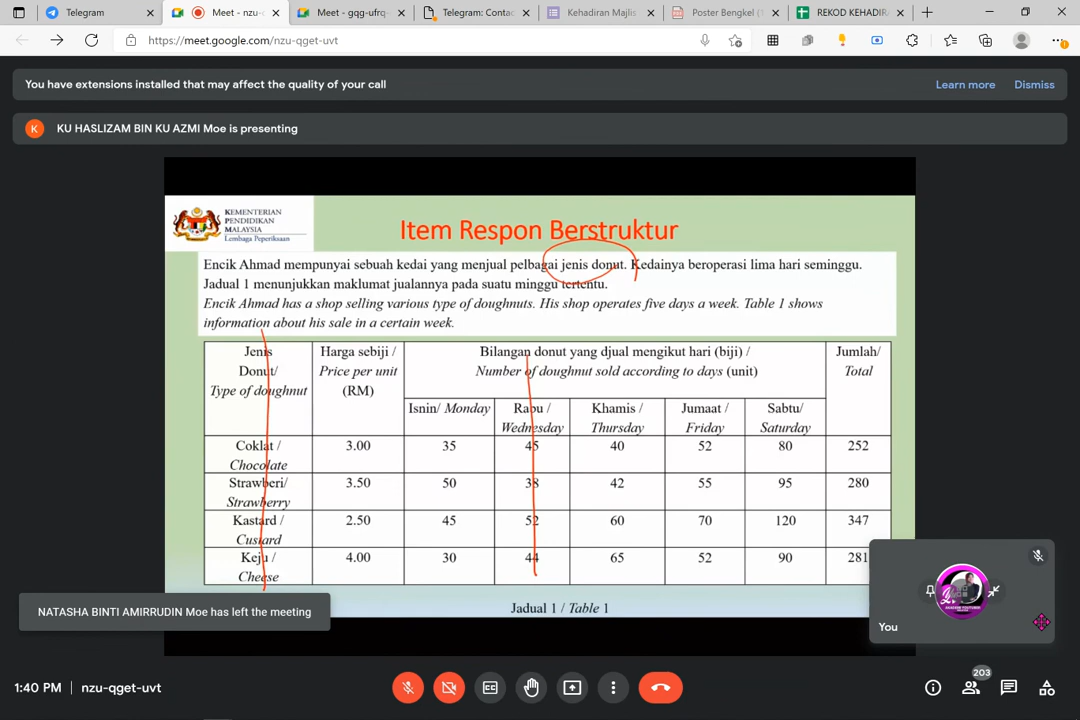 Telegram
Meet - nzu-
Meet - gqg-ufrq-
Telegram: Contac
Kehadiran Majlis
Poster Bengkel (1
REKOD KEHADIRA
https://meet.google.com/nzu-qget-uvt
You have extensions installed that may affect the quality of your call
Learn more
Dismiss
K
KU HASLIZAM BIN KU AZMI Moe is presenting
KEMENTERIAN
PENDIDIKAN
MALAYSIA
Lembaga Peperiksaan
Item Respon Berstruktur
Encik Ahmad mempunyai sebuah kedai yang menjual pelbagai jenis donut. Kedainya beroperasi lima hari seminggu.
Jadual 1 menunjukkan maklumat jualannya pada suatu minggu tertentu.
Encik Ahmad has a shop selling various type of doughnuts. His shop operates five days a week. Table 1 shows
information about his sale in a certain week.
Jenis
Donut/
Type of doughnut
Harga sebiji /
Price per unit
(RM)
Bilangan donut yang djual mengikut hari (biji) /
Number of doughnut sold according to days (unit)
Jumlah/
Total
Isnin/ Monday
Rabu /
Wednesday
Khamis /
Thursday
Jumaat /
Friday
Sabtu/
Saturday
Coklat /
Chocolate
3.00 35 45 40 52 80 252
Strawberi/
Strawberry
3.50 50 38 42 55 95 280
Kastard /
Custard
2.50 45 52 60 70 120 347
Keju /
Cheese
4.00 30 44 65 52 90 281
Jadual 1 / Table 1
NATASHA BINTI AMIRRUDIN Moe has left the meeting
You
1:40 PM | nzu-qget-uvt
203